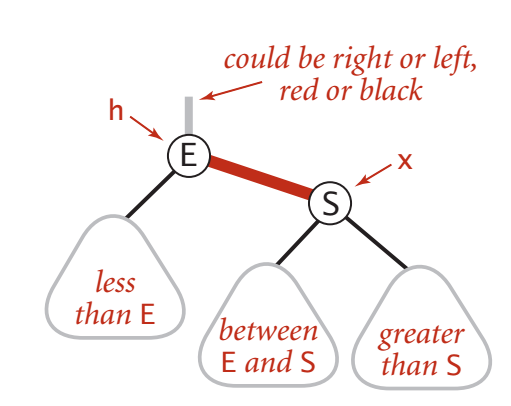 could be right or left,
red or black
h
E
x
S
less
than E
between
E and S
greater
than S